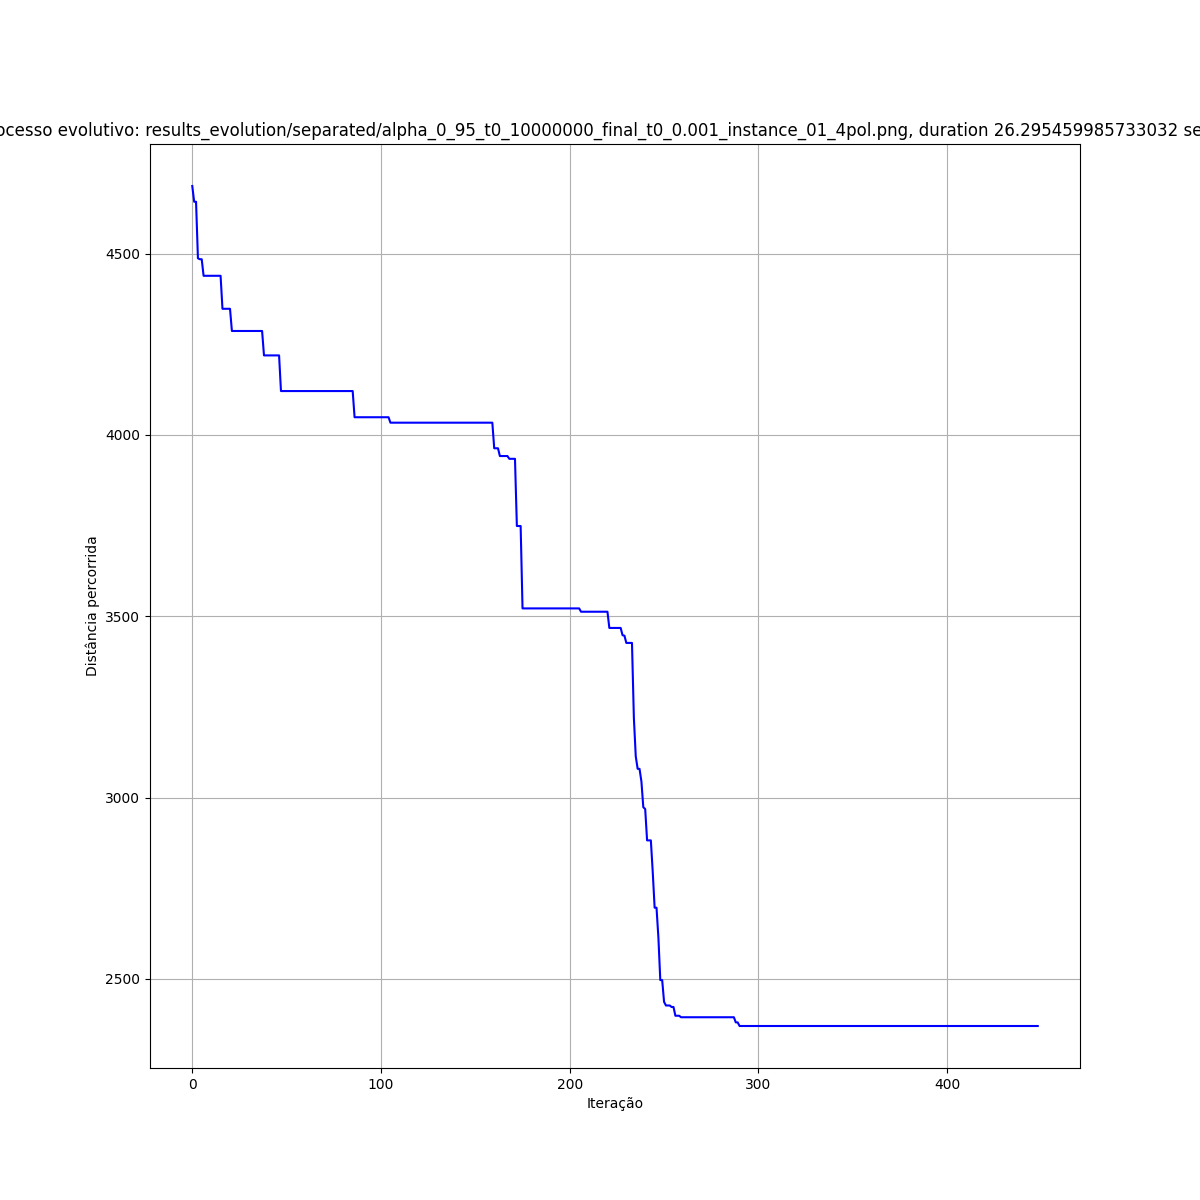 ocesso evolutivo: results_evolution/separated/alpha_0_95_t0_10000000_final_t0_0.001_instance_01_4pol.png, duration 26.295459985733032 se
4500
4000
3500
3000
2500
Distância percorrida
0 100 200 300 400
Iteração